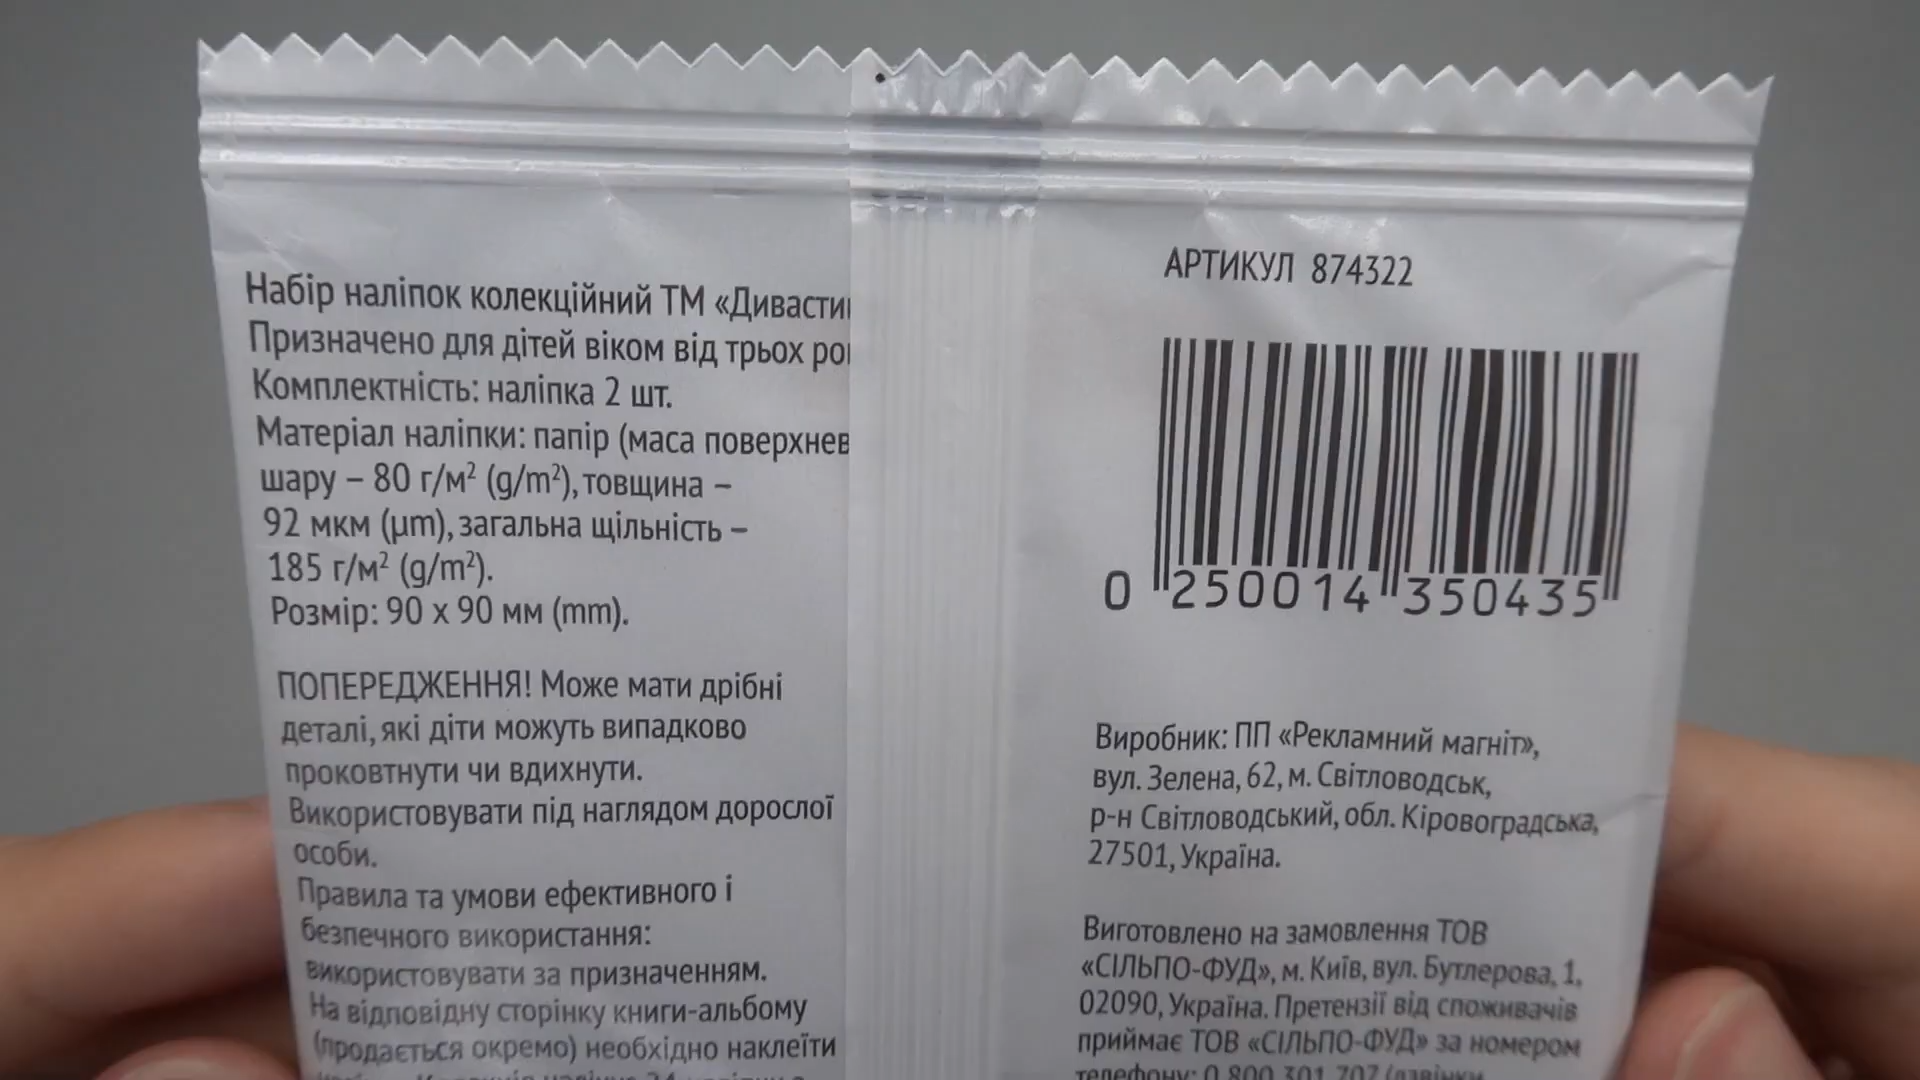 Набір наліпок колекційний ТМ
Призначено для дітей віком від трьох
Комплектність: наліпка 2 шт.
Матеріал наліпки: папір (маса
шару – 80 г/м² (g/m²), товщина –
92 мкм (μm), загальна щільність –
185 г/м² (g/m²).
Розмір: 90 х 90 мм (mm).
ПОПЕРЕДЖЕННЯ! Може мати дрібні
деталі, які діти можуть випадково
проковтнути чи вдихнути.
Використовувати під наглядом дорослої
особи.
Правила та умови ефективного і
безпечного використання:
використовувати за призначенням.
На відповідну сторінку книги-альбому
(продається окремо) необхідно наклеїти
АРТИКУЛ 874322
0 250014 350435
Виробник: ПП «Рекламний магніт»,
вул. Зелена, 62, м. Світловодськ,
р-н Світловодський, обл. Кіровоградська,
27501, Україна.
Виготовлено на замовлення ТОВ
«СІЛЬПО-ФУД», м. Київ, вул. Бутлерова, 1,
02090, Україна. Претензії від споживачів
приймає ТОВ «СІЛЬПО-ФУД» за номером
телефону: 0 800 301 707 (дзвінки